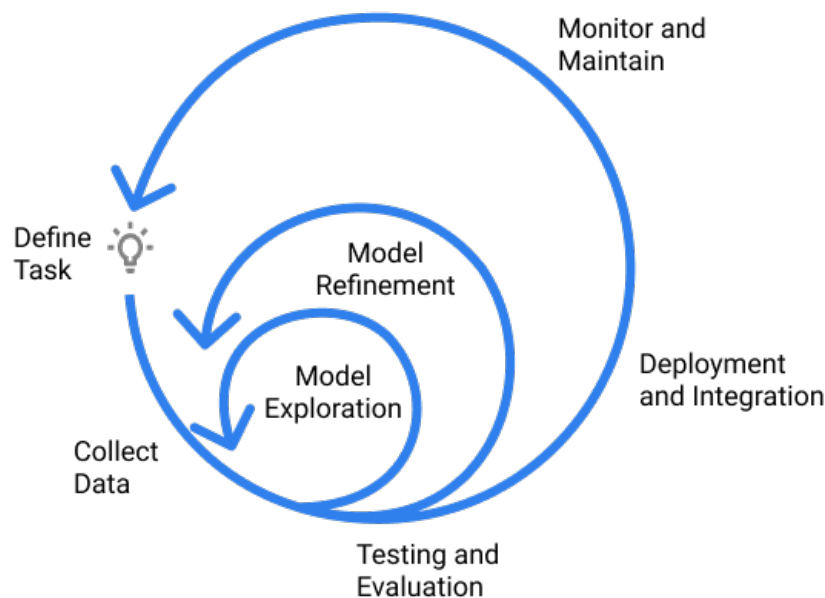 Monitor and
Maintain
Define
Task
Model
Refinement
Model
Exploration
Deployment
and Integration
Collect
Data
Testing and
Evaluation